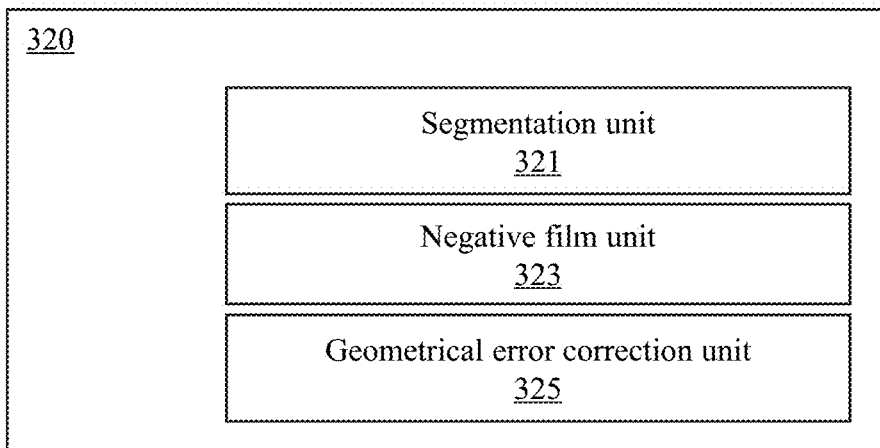 320
Segmentation unit
321
Negative film unit
323
Geometrical error correction unit
325